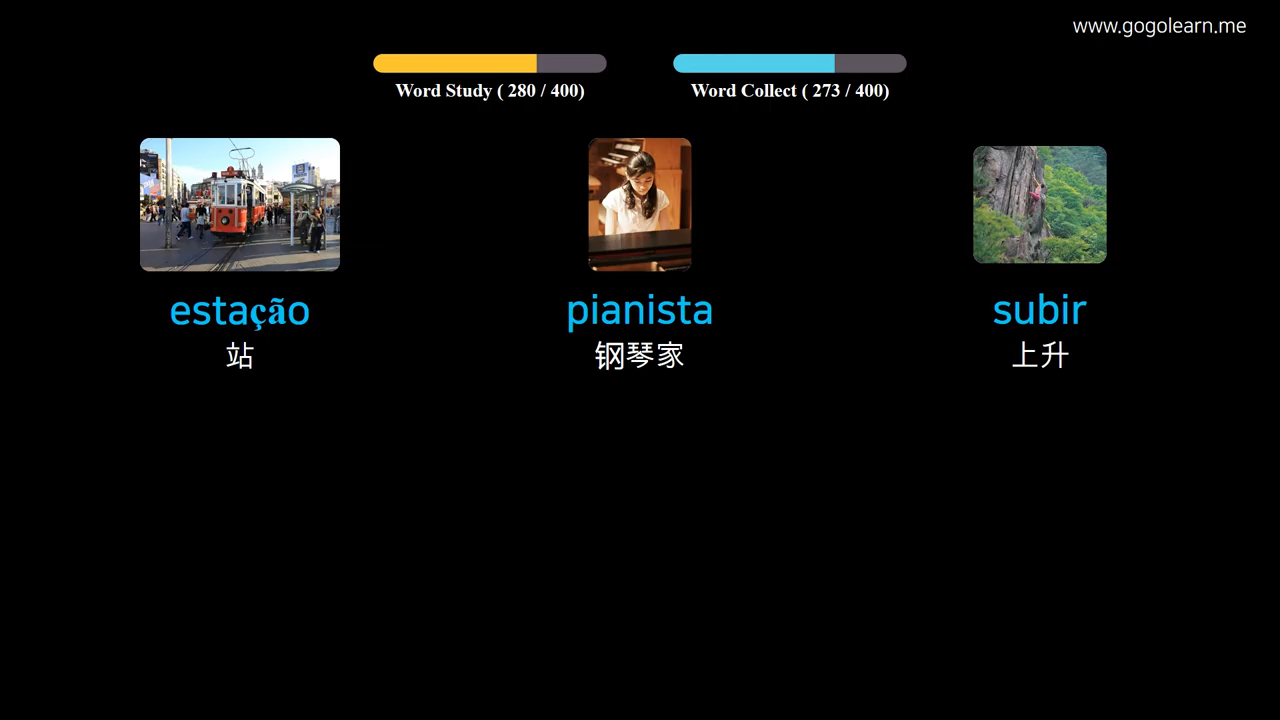 www.gogolearn.me
Word Study ( 280 / 400)
Word Collect ( 273 / 400)
estação
pianista
subir
站
钢琴家
上升